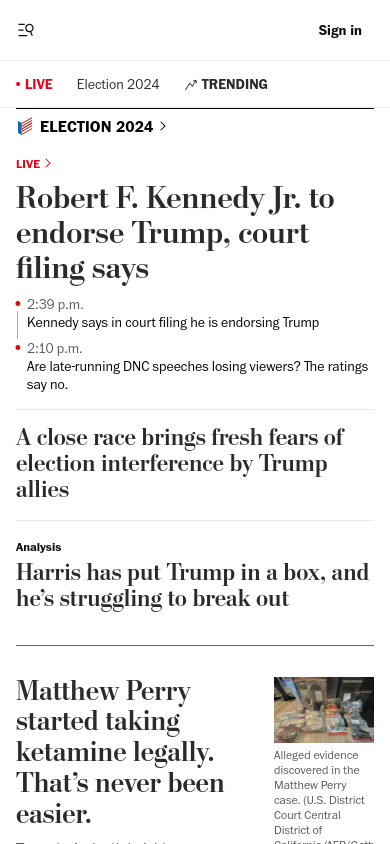 Sign in
LIVE
Election 2024
TRENDING
ELECTION 2024
LIVE
Robert F. Kennedy Jr. to
endorse Trump, court
filing says
2:39 p.m.
Kennedy says in court filing he is endorsing Trump
2:10 p.m.
Are late-running DNC speeches losing viewers? The ratings
say no.
A close race brings fresh fears of
election interference by Trump
allies
Analysis
Harris has put Trump in a box, and
he’s struggling to break out
Matthew Perry
started taking
ketamine legally.
That’s never been
easier.
Alleged evidence
discovered in the
Matthew Perry
case. (U.S. District
Court Central
District of